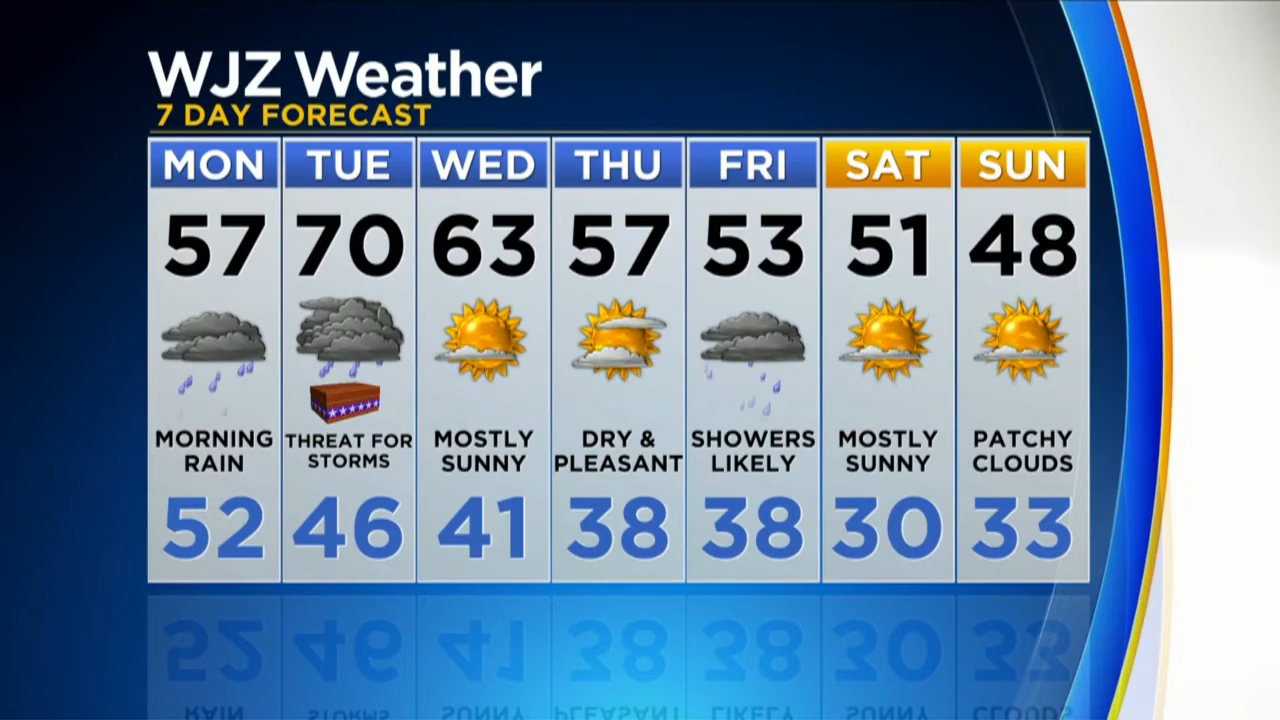 WJZ Weather
7 DAY FORECAST
MON TUE WED THU FRI SAT SUN
57 70 63 57 53 51 48
MORNING RAIN
THREAT FOR STORMS
MOSTLY SUNNY
DRY & PLEASANT
SHOWERS LIKELY
MOSTLY SUNNY
PATCHY CLOUDS
52 46 41 38 38 30 33